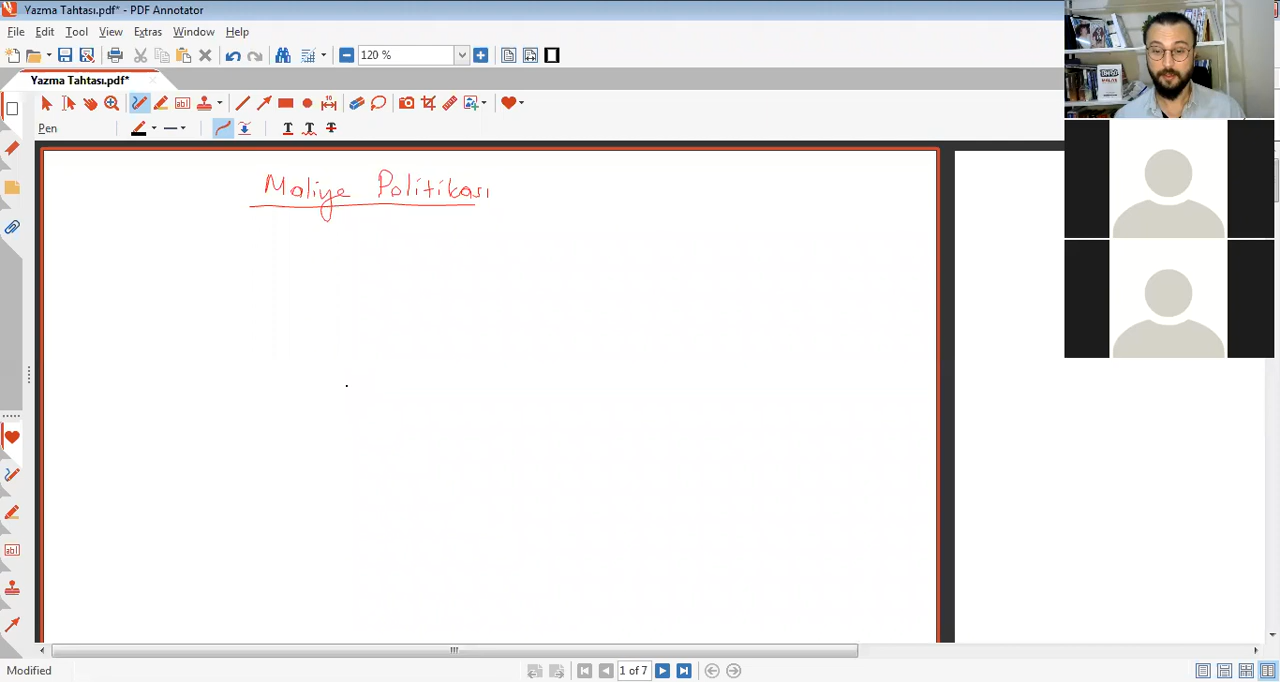 Yazma Tahtası.pdf* - PDF Annotator
File Edit Tool View Extras Window Help
120 %
Yazma Tahtası.pdf*
Pen
Maliye Politikası
Modified
1 of 7